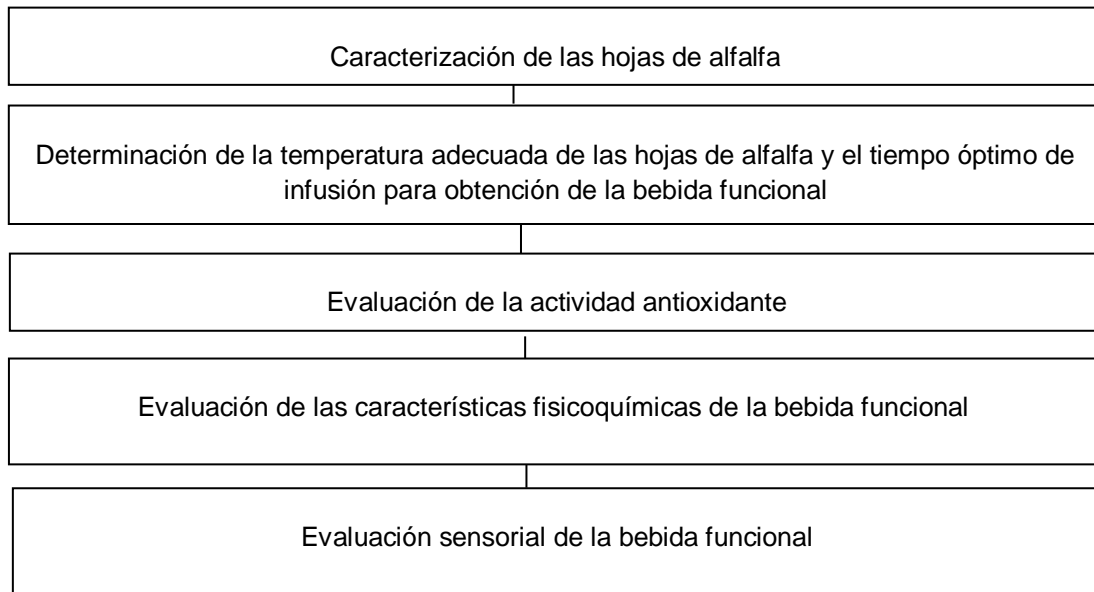 Caracterización de las hojas de alfalfa
Determinación de la temperatura adecuada de las hojas de alfalfa y el tiempo óptimo de
infusión para obtención de la bebida funcional
Evaluación de la actividad antioxidante
Evaluación de las características fisicoquímicas de la bebida funcional
Evaluación sensorial de la bebida funcional